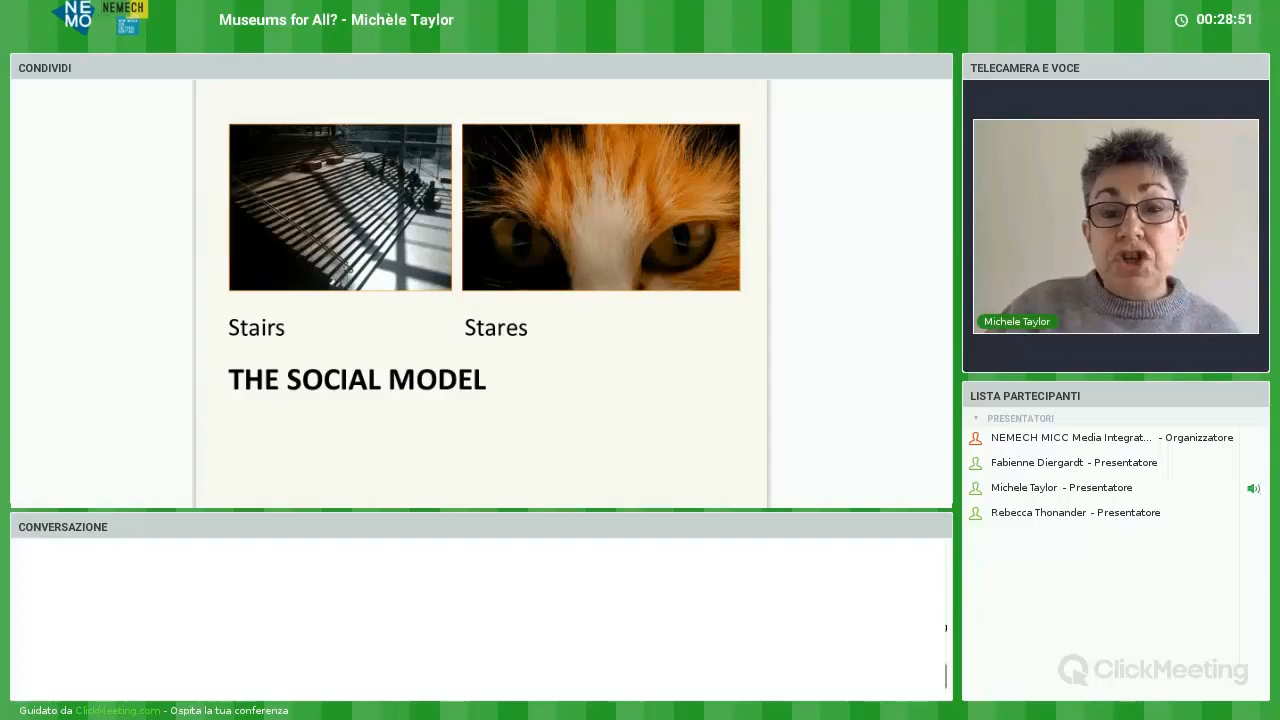 NE
MO
NEMECH
Museums for All? - Michèle Taylor
00:28:51
CONDIVIDI
Stairs
Stares
THE SOCIAL MODEL
TELECAMERA E VOCE
Michele Taylor
LISTA PARTECIPANTI
PRESENTATORI
NEMECH MICC Media Integrat... - Organizzatore
Fabienne Diergardt - Presentatore
Michele Taylor - Presentatore
Rebecca Thonander - Presentatore
CONVERSAZIONE
ClickMeeting
Guidato da ClickMeeting.com - Ospita la tua conferenza